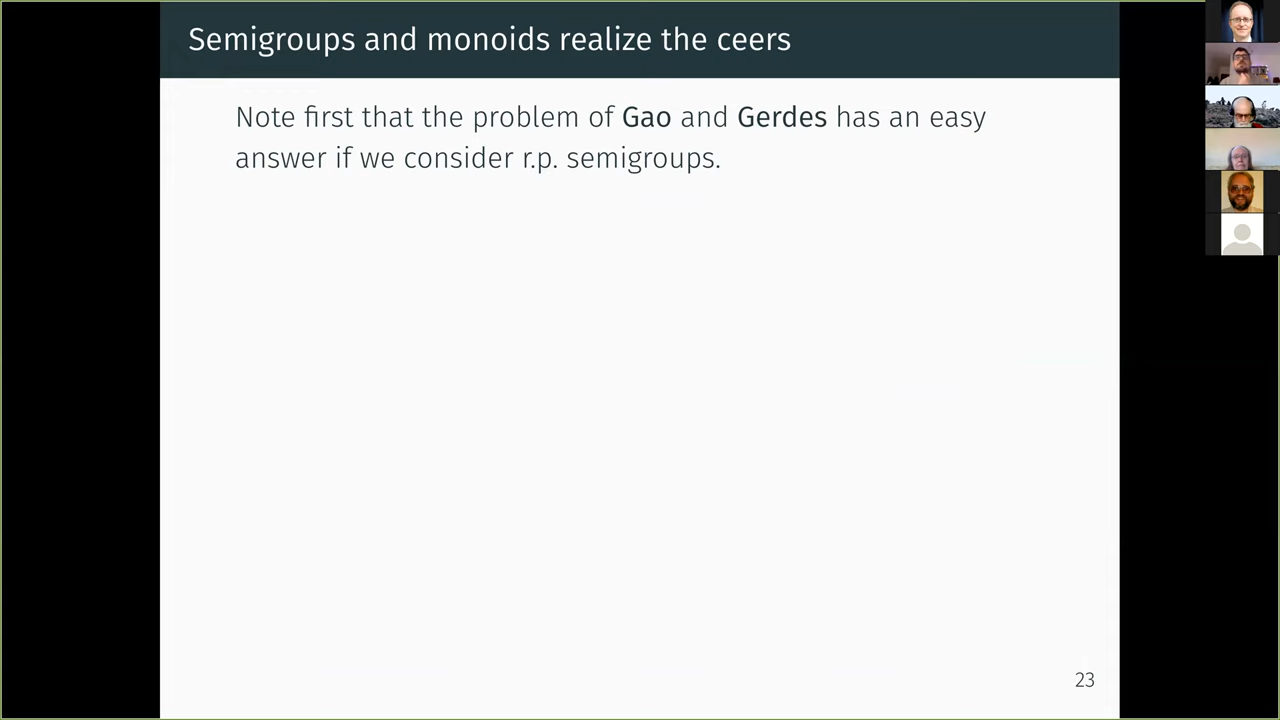 Semigroups and monoids realize the ceers
Note first that the problem of Gao and Gerdes has an easy
answer if we consider r.p. semigroups.
23